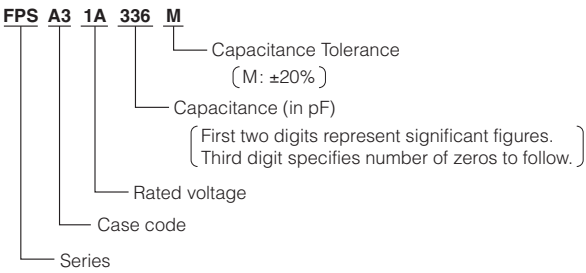 FPS A3 1A 336 M
Capacitance Tolerance
(M: ±20%)
Capacitance (in pF)
(First two digits represent significant figures.
Third digit specifies number of zeros to follow.)
Rated voltage
Case code
Series